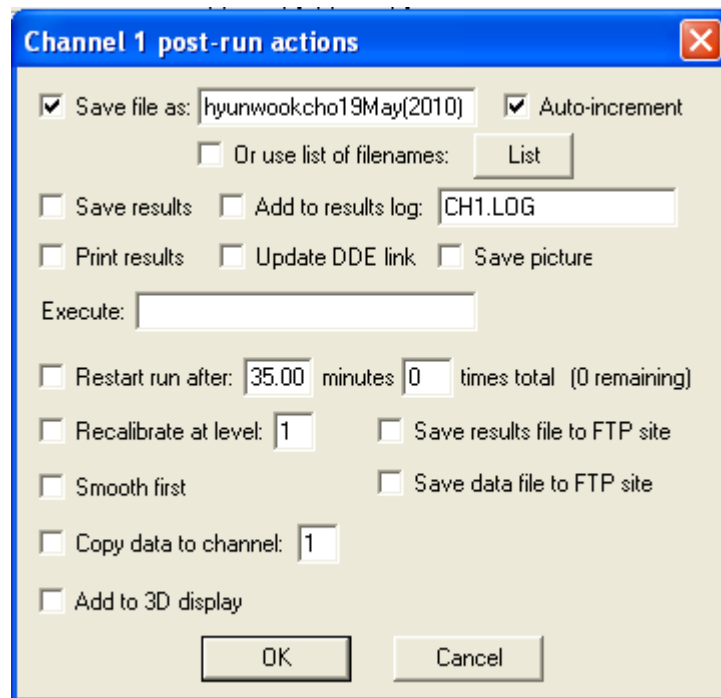 Channel 1 post-run actions
Save file as: hyunwookcho19May(2010) Auto-increment
Or use list of filenames: List
Save results Add to results log: CH1.LOG
Print results Update DDE link Save picture
Execute:
Restart run after: 35.00 minutes 0 times total (0 remaining)
Recalibrate at level: 1 Save results file to FTP site
Smooth first Save data file to FTP site
Copy data to channel: 1
Add to 3D display
OK Cancel